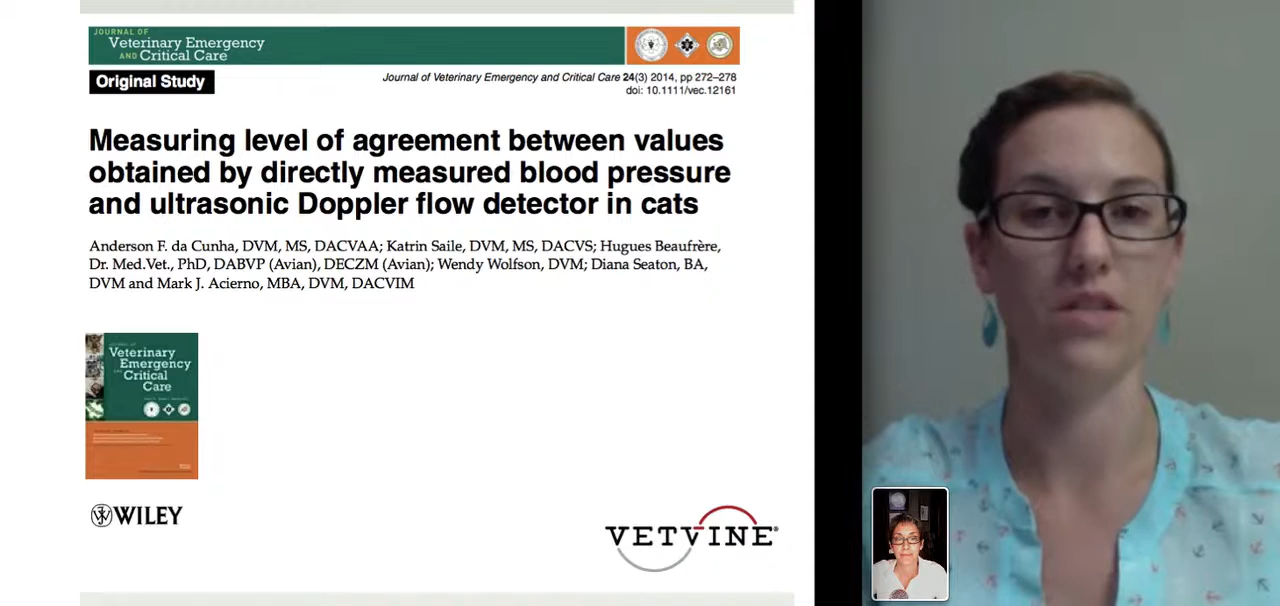 JOURNAL OF
Veterinary Emergency
AND Critical Care
Original Study
Journal of Veterinary Emergency and Critical Care 24(3) 2014, pp 272–278
doi: 10.1111/vec.12161
Measuring level of agreement between values
obtained by directly measured blood pressure
and ultrasonic Doppler flow detector in cats
Anderson F. da Cunha, DVM, MS, DACVAA; Katrin Saile, DVM, MS, DACVS; Hugues Beaufrère,
Dr. Med.Vet., PhD, DABVP (Avian), DECZM (Avian); Wendy Wolfson, DVM; Diana Seaton, BA,
DVM and Mark J. Acierno, MBA, DVM, DACVIM
Veterinary
Emergency
Critical
Care
WILEY
VETVINE®